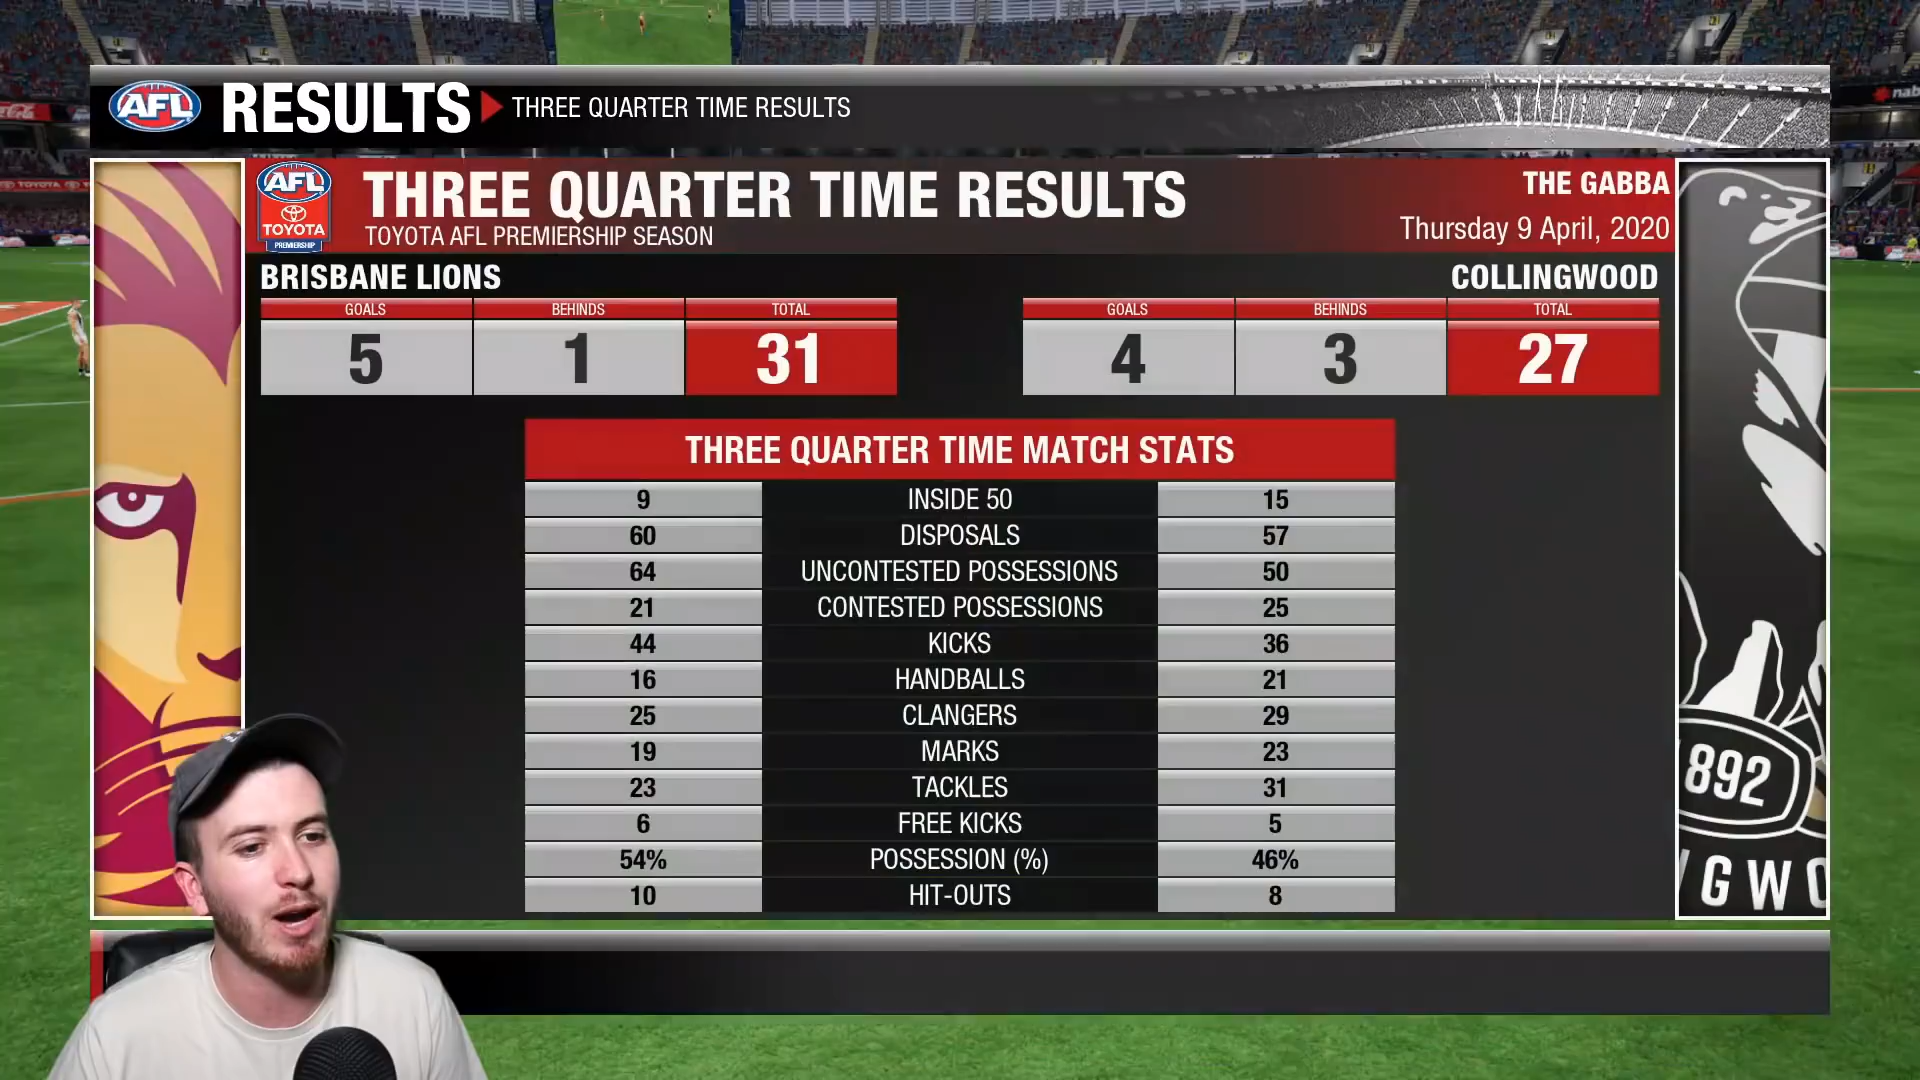 AFL RESULTS THREE QUARTER TIME RESULTS
AFL
TOYOTA
PREMIERSHIP
THREE QUARTER TIME RESULTS
TOYOTA AFL PREMIERSHIP SEASON
THE GABBA
Thursday 9 April, 2020
BRISBANE LIONS COLLINGWOOD
GOALS BEHINDS TOTAL GOALS BEHINDS TOTAL
5 1 31 4 3 27
THREE QUARTER TIME MATCH STATS
9 INSIDE 50 15
60 DISPOSALS 57
64 UNCONTESTED POSSESSIONS 50
21 CONTESTED POSSESSIONS 25
44 KICKS 36
16 HANDBALLS 21
25 CLANGERS 29
19 MARKS 23
23 TACKLES 31
6 FREE KICKS 5
54% POSSESSION (%) 46%
10 HIT-OUTS 8
892
NGWO
TOYOTA
nab